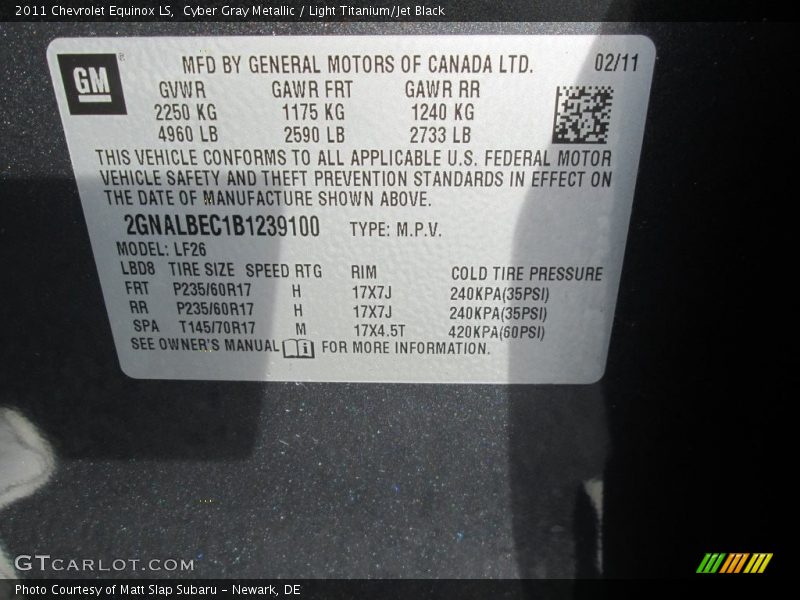 2011 Chevrolet Equinox LS,  Cyber Gray Metallic / Light Titanium/Jet Black
GM
MFD BY GENERAL MOTORS OF CANADA LTD. 02/11
GVWR GAWR FRT GAWR RR
2250 KG 1175 KG 1240 KG
4960 LB 2590 LB 2733 LB
THIS VEHICLE CONFORMS TO ALL APPLICABLE U.S. FEDERAL MOTOR
VEHICLE SAFETY AND THEFT PREVENTION STANDARDS IN EFFECT ON
THE DATE OF MANUFACTURE SHOWN ABOVE.
2GNALBEC1B1239100 TYPE: M.P.V.
MODEL: LF26
LBD8 TIRE SIZE SPEED RTG RIM COLD TIRE PRESSURE
FRT P235/60R17 H 17X7J 240KPA(35PSI)
RR P235/60R17 H 17X7J 240KPA(35PSI)
SPA T145/70R17 M 17X4.5T 420KPA(60PSI)
SEE OWNER'S MANUAL FOR MORE INFORMATION.
GTCARLOT.COM
Photo Courtesy of Matt Slap Subaru - Newark, DE